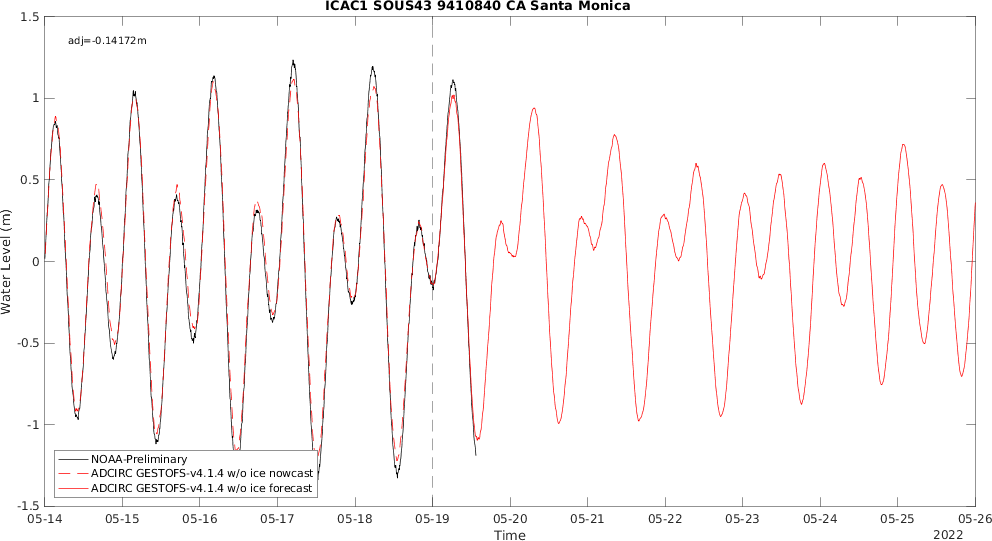 ICAC1 SOUS43 9410840 CA Santa Monica
adj=-0.14172m
1.5
1
0.5
0
-0.5
-1
-1.5
Water Level (m)
NOAA-Preliminary
ADCIRC GESTOFS-v4.1.4 w/o ice nowcast
ADCIRC GESTOFS-v4.1.4 w/o ice forecast
05-14 05-15 05-16 05-17 05-18 05-19 05-20 05-21 05-22 05-23 05-24 05-25 05-26
Time
2022